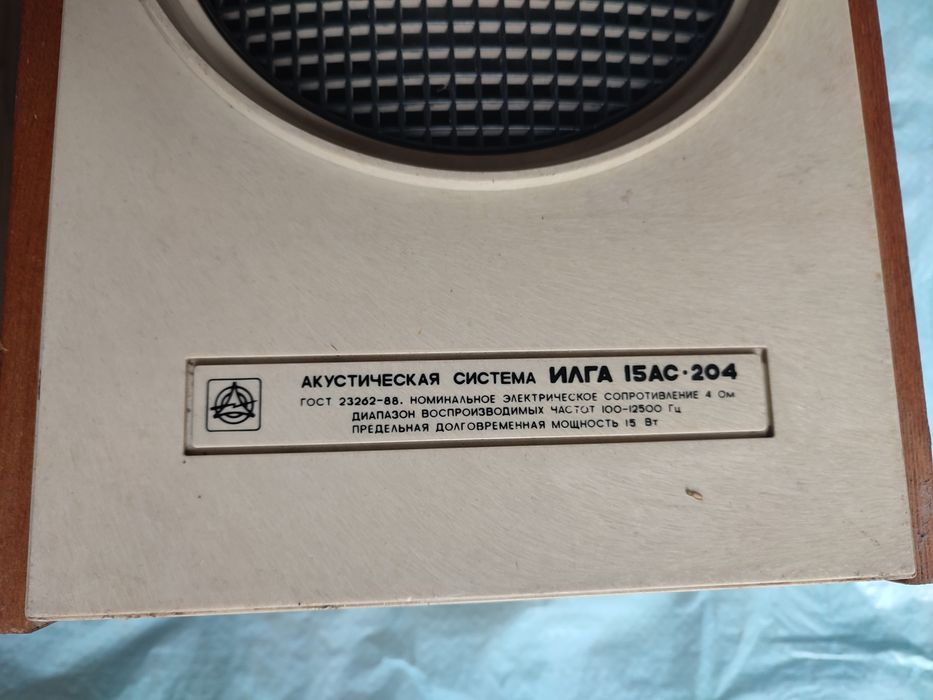 АКУСТИЧЕСКАЯ СИСТЕМА ИЛГА 15АС·204
ГОСТ 23262-88. НОМИНАЛЬНОЕ ЭЛЕКТРИЧЕСКОЕ СОПРОТИВЛЕНИЕ 4 Ом
ДИАПАЗОН ВОСПРОИЗВОДИМЫХ ЧАСТОТ 100-12500 Гц
ПРЕДЕЛЬНАЯ ДОЛГОВРЕМЕННАЯ МОЩНОСТЬ 15 Вт